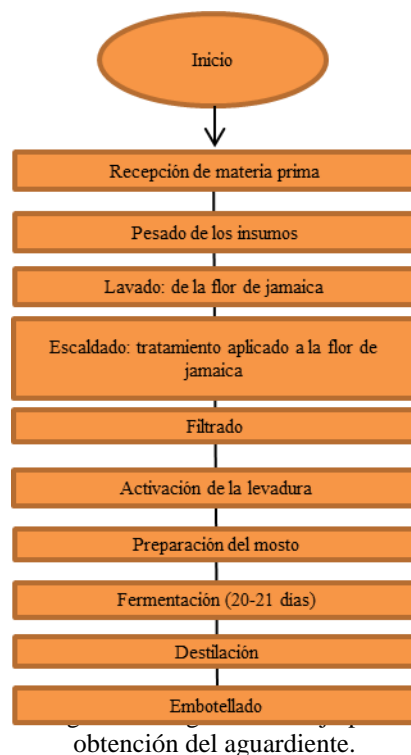 Inicio
Recepción de materia prima
Pesado de los insumos
Lavado: de la flor de jamaica
Escaldado: tratamiento aplicado a la flor de
jamaica
Filtrado
Activación de la levadura
Preparación del mosto
Fermentación (20-21 días)
Destilación
Embotellado
obtención del aguardiente.